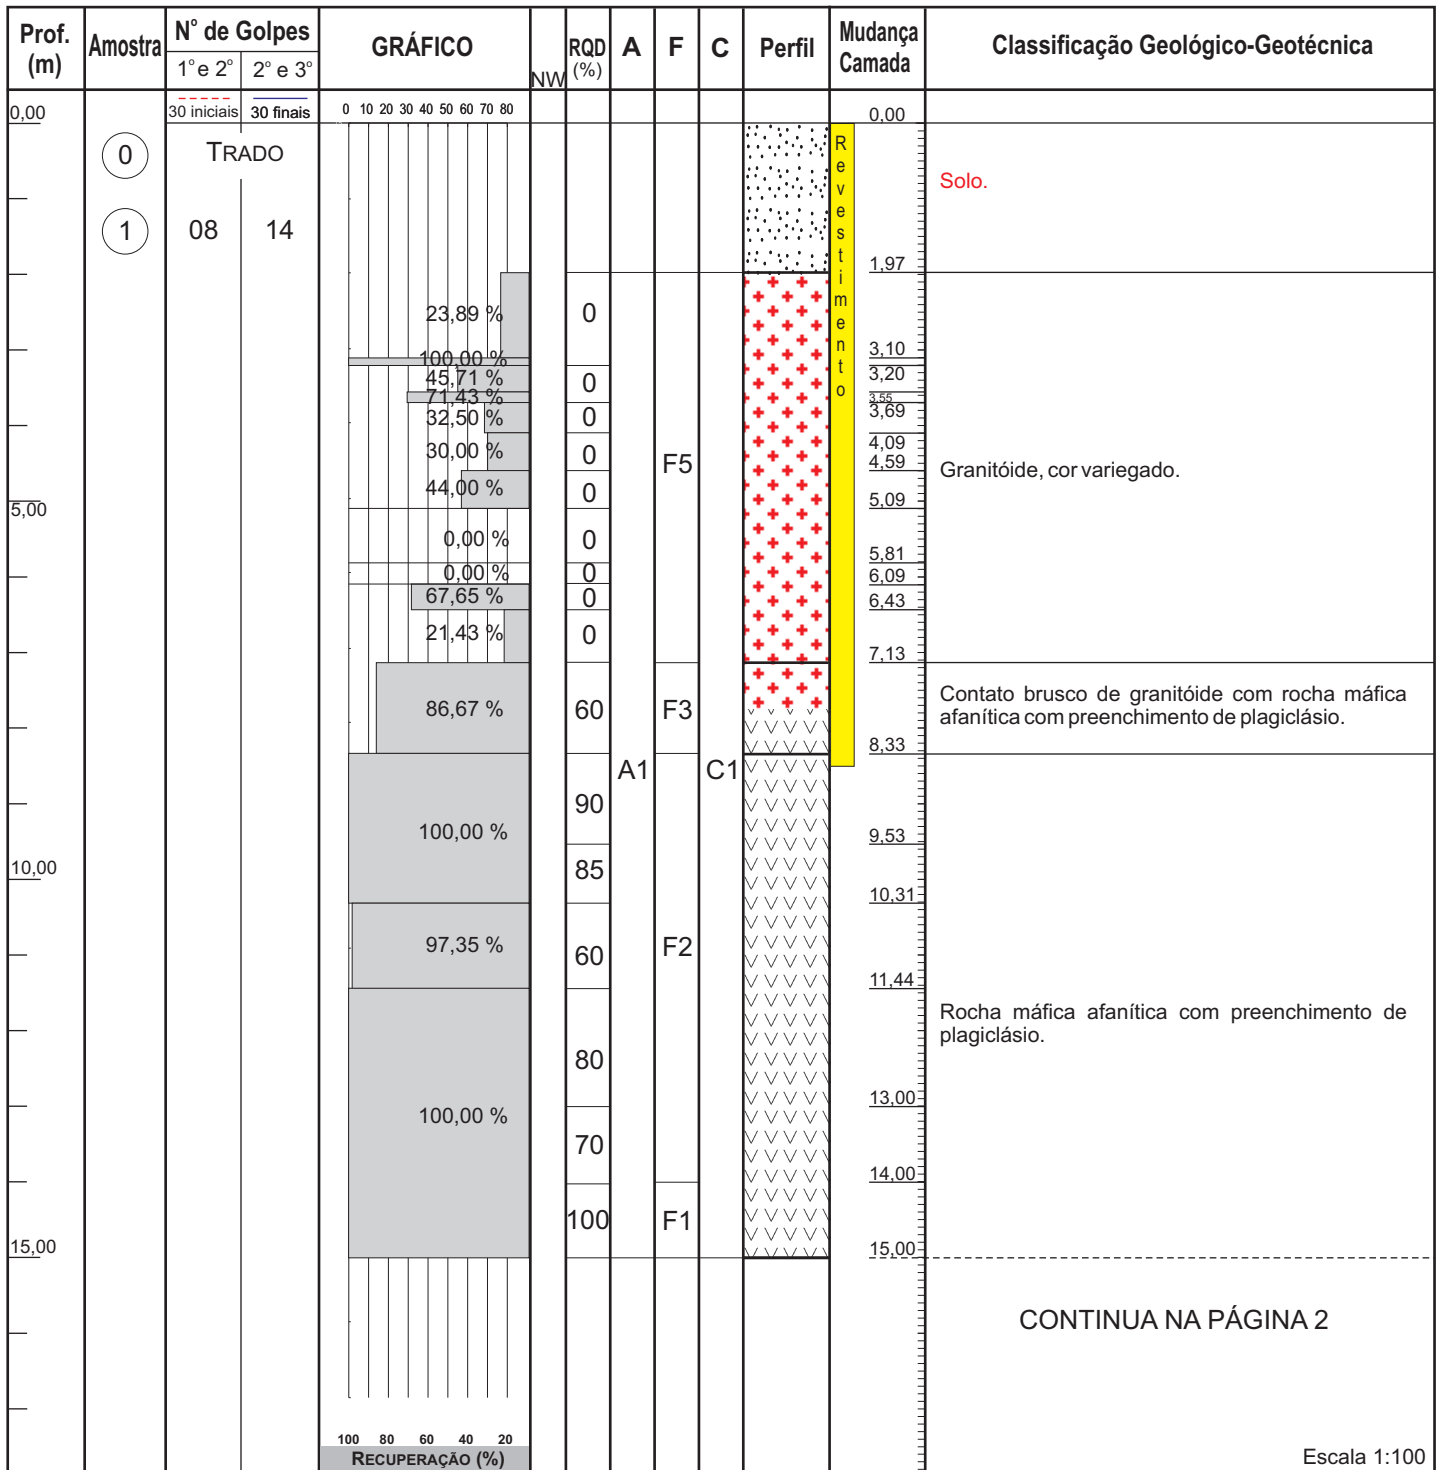 Prof. (m)
Amostra
N° de Golpes
1° e 2°
2° e 3°
GRÁFICO
NW
RQD (%)
A
F
C
Perfil
Mudança Camada
Classificação Geológico-Geotécnica
30 iniciais
30 finais
0 10 20 30 40 50 60 70 80
0,00
0,00
0
TRADO
Revestimento
Solo.
1
08
14
1,97
23,89 %
0
3,10
100,00 %
3,20
45,71 %
0
71,43 %
3,55
3,69
32,50 %
0
4,09
30,00 %
0
F5
4,59
Granitóide, cor variegado.
44,00 %
0
5,00
5,09
0,00 %
0
5,81
0,00 %
0
6,09
67,65 %
0
6,43
21,43 %
0
7,13
86,67 %
60
F3
Contato brusco de granitóide com rocha máfica
afanítica com preenchimento de plagiclásio.
8,33
A1
C1
90
100,00 %
9,53
10,00
85
10,31
97,35 %
60
F2
11,44
Rocha máfica afanítica com preenchimento de
plagiclásio.
80
13,00
100,00 %
70
14,00
100
F1
15,00
15,00
CONTINUA NA PÁGINA 2
100 80 60 40 20
RECUPERAÇÃO (%)
Escala 1:100